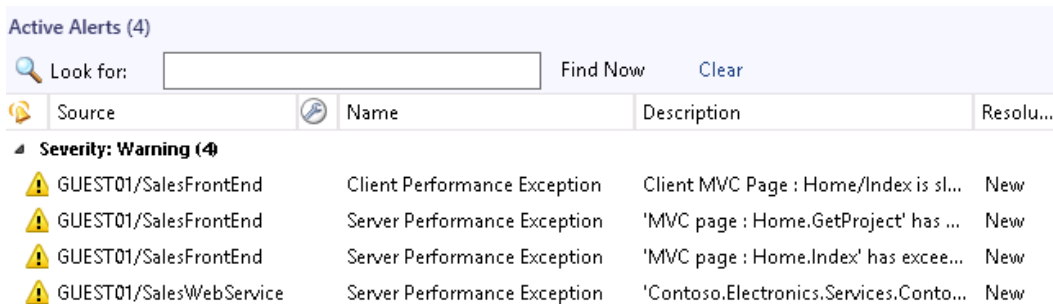 Active Alerts (4)
Look for: Find Now Clear
Source Name Description Resolu...
Severity: Warning (4)
GUEST01/SalesFrontEnd Client Performance Exception Client MVC Page : Home/Index is sl... New
GUEST01/SalesFrontEnd Server Performance Exception 'MVC page : Home.GetProject' has ... New
GUEST01/SalesFrontEnd Server Performance Exception 'MVC page : Home.Index' has excee... New
GUEST01/SalesWebService Server Performance Exception 'Contoso.Electronics.Services.Conto... New